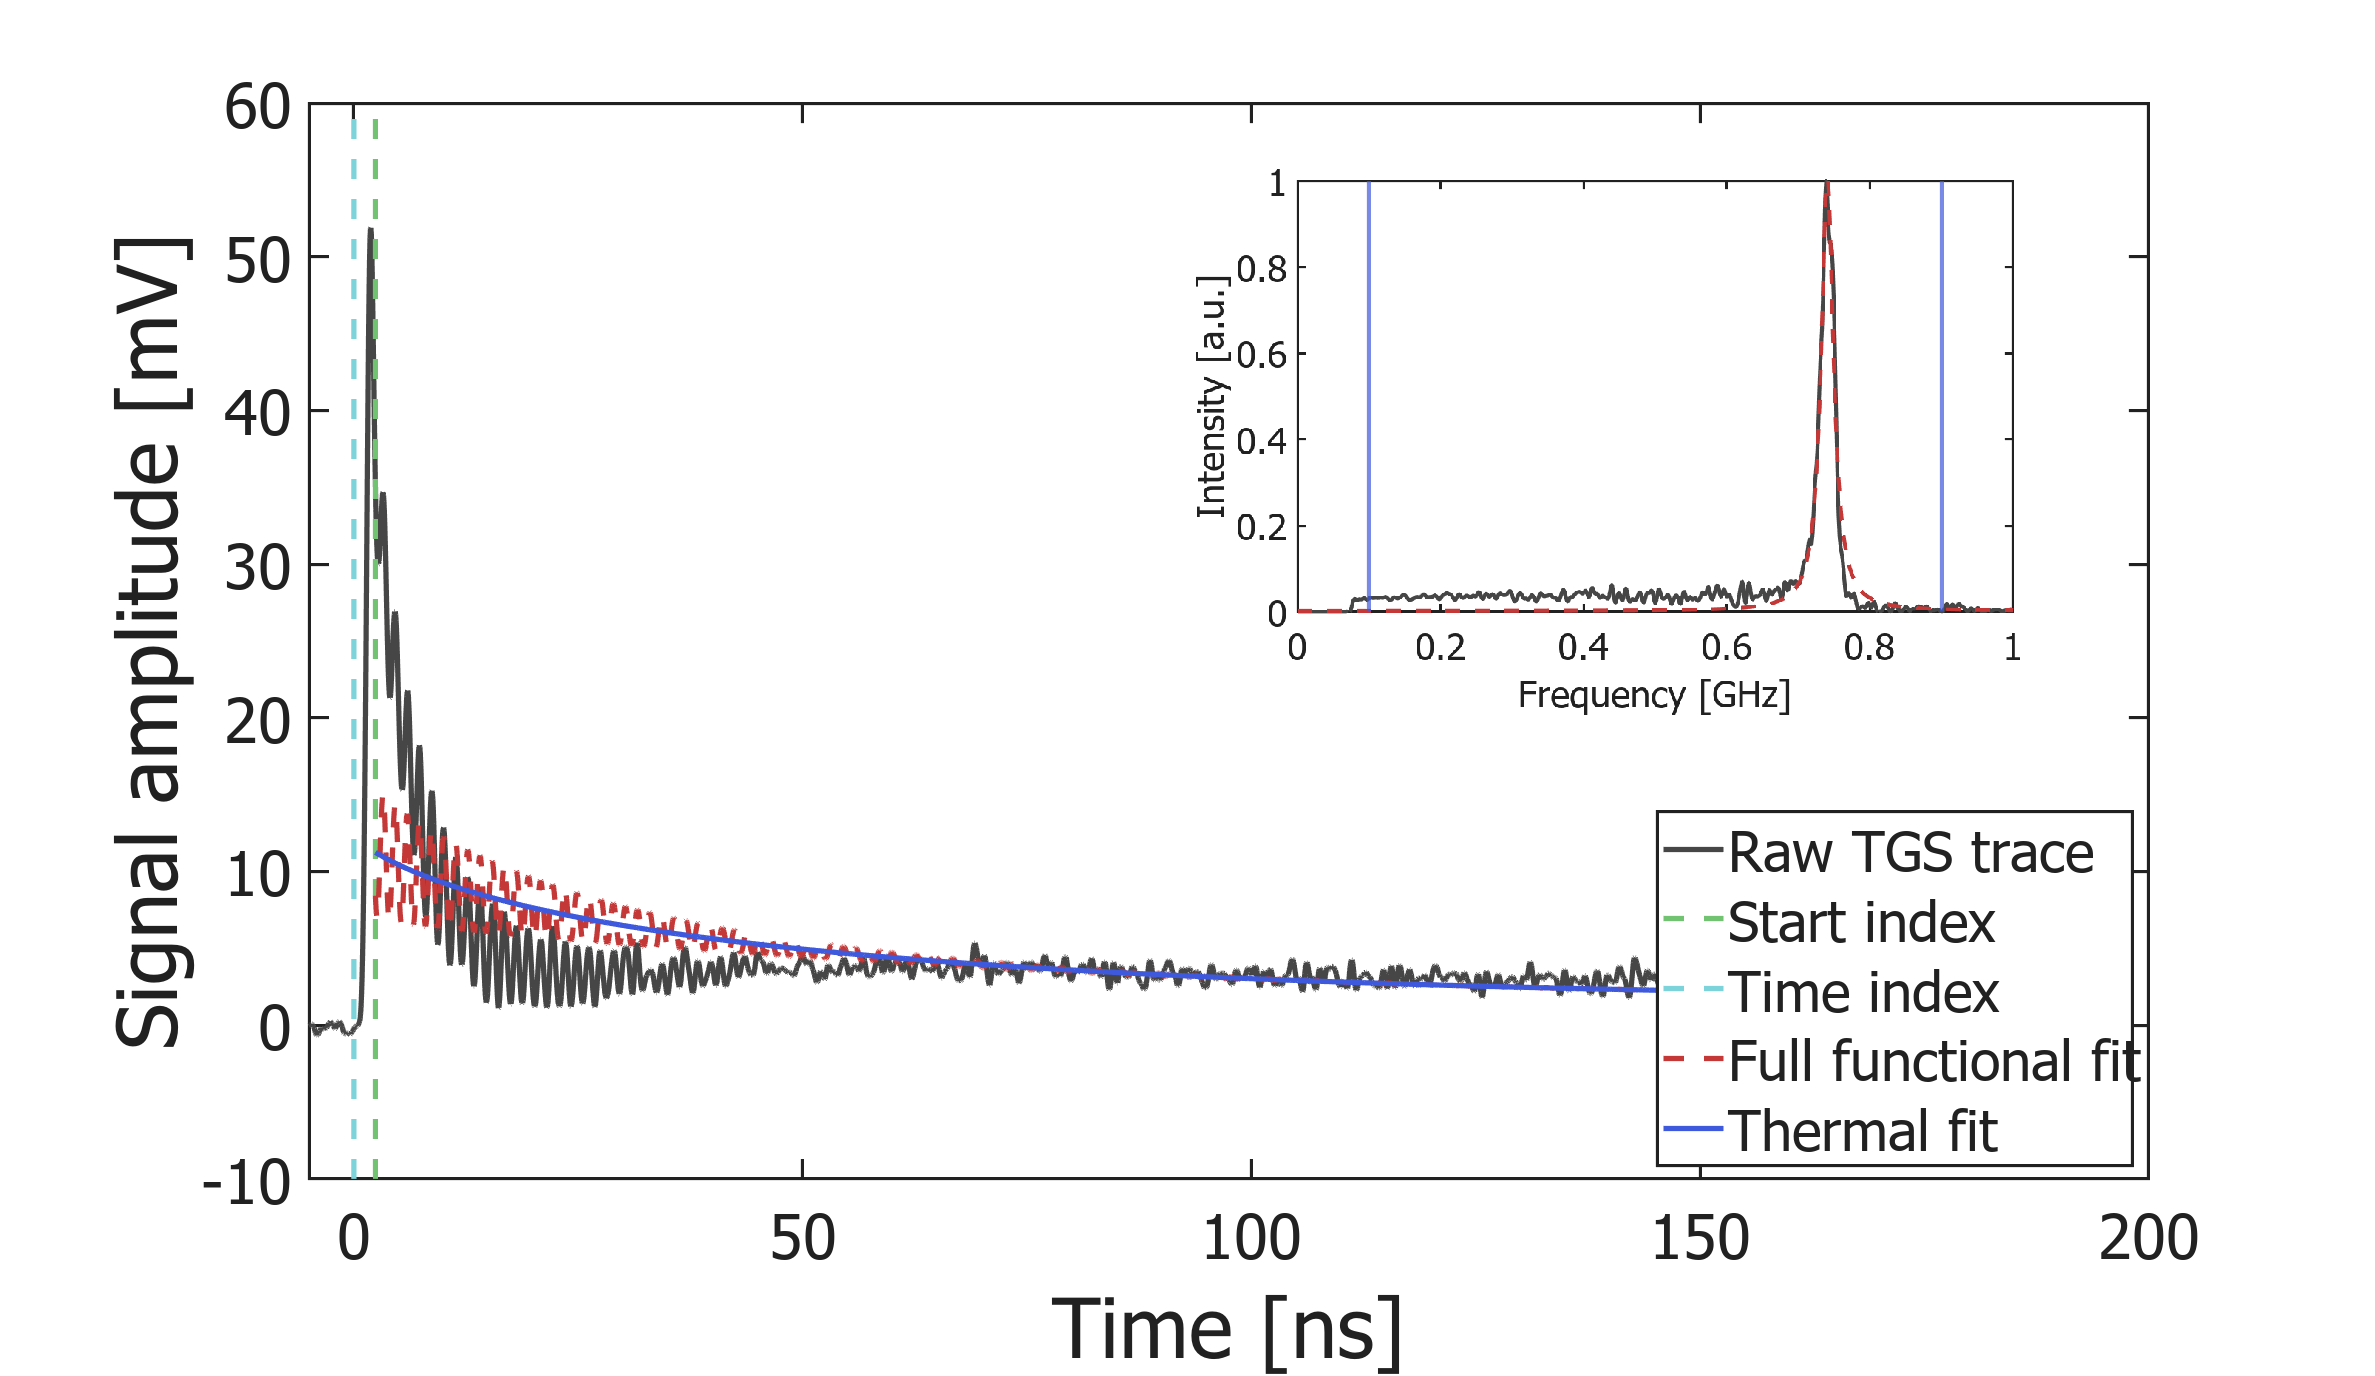 Signal amplitude [mV]
60
50
40
30
20
10
0
-10
0
50
100
150
200
Time [ns]
Intensity [a.u.]
1
0.8
0.6
0.4
0.2
0
0
0.2
0.4
0.6
0.8
1
Frequency [GHz]
Raw TGS trace
Start index
Time index
Full functional fit
Thermal fit